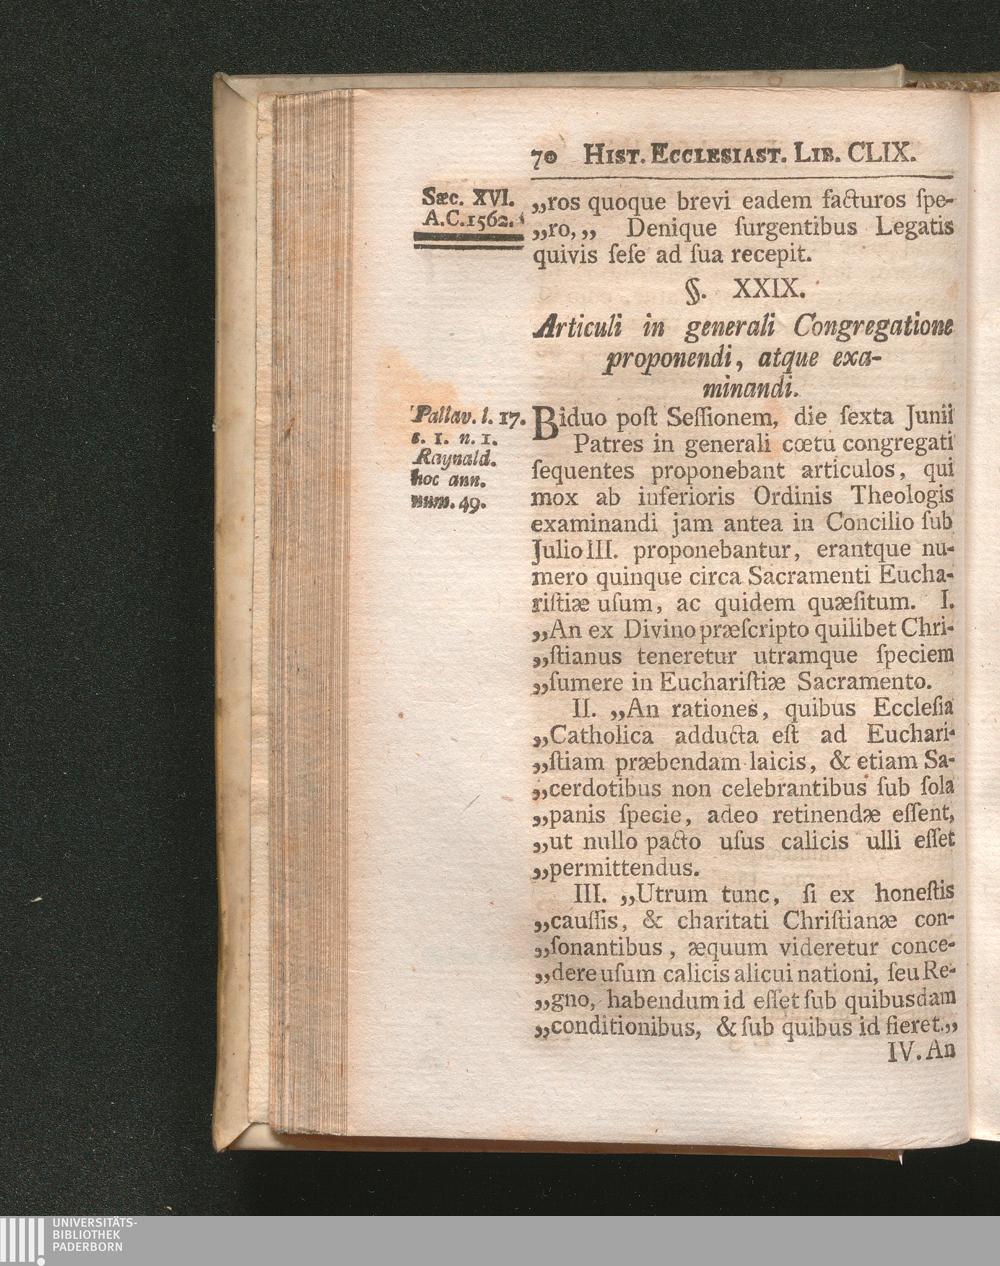 70 Hist. Ecclesiast. Lib. CLIX.
Sæc. XVI.
A.C.1562.
„ros quoque brevi eadem facturos ſpe-
„ro,„ Denique ſurgentibus Legatis
quivis ſeſe ad ſua recepit.
§. XXIX.
Articuli in generali Congregatione
proponendi, atque exa-
minandi.
Pallav. l. 17.
c. 1. n. 1.
Raynald.
hoc ann.
num. 49.
Biduo poſt Seſſionem, die ſexta Junii
Patres in generali cœtu congregati
ſequentes proponebant articulos, qui
mox ab inferioris Ordinis Theologis
examinandi jam antea in Concilio ſub
Julio III. proponebantur, erantque nu-
mero quinque circa Sacramenti Eucha-
riſtiæ uſum, ac quidem quæſitum. I.
„An ex Divino præſcripto quilibet Chri-
„ſtianus teneretur utramque ſpeciem
„ſumere in Euchariſtiæ Sacramento.
II. „An rationes, quibus Eccleſia
„Catholica adducta eſt ad Euchari-
„ſtiam præbendam laicis, & etiam Sa-
„cerdotibus non celebrantibus ſub ſola
„panis ſpecie, adeo retinendæ eſſent,
„ut nullo pacto uſus calicis ulli eſſet
„permittendus.
III. „Utrum tunc, ſi ex honeſtis
„cauſſis, & charitati Chriſtianæ con-
„ſonantibus, æquum videretur conce-
„dere uſum calicis alicui nationi, ſeu Re-
„gno, habendum id eſſet ſub quibusdam
„conditionibus, & ſub quibus id fieret.„
IV. An
UNIVERSITÄTS-
BIBLIOTHEK
PADERBORN